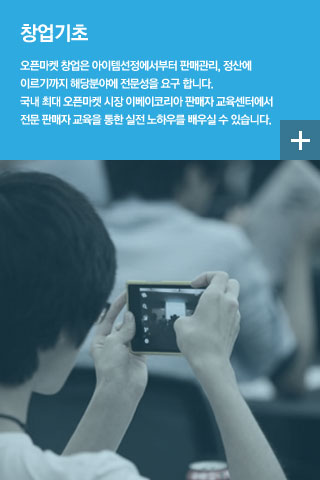 창업기초
오픈마켓 창업은 아이템선정에서부터 판매관리, 정산에
이르기까지 해당분야에 전문성을 요구 합니다.
국내 최대 오픈마켓 시장 이베이코리아 판매자 교육센터에서
전문 판매자 교육을 통한 실전 노하우를 배우실 수 있습니다.